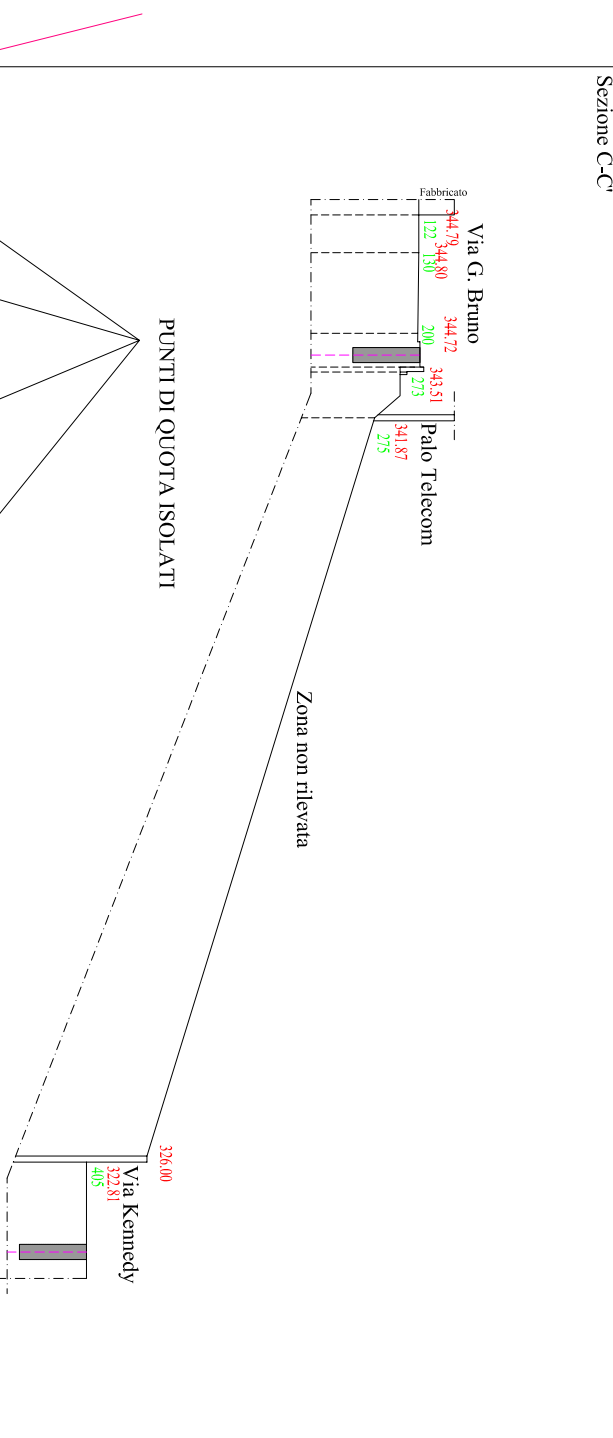 Sezione C-C'
Fabbricato
Via G. Bruno
344.79
122
344.80
130
344.72
200
343.51
273
Palo Telecom
341.87
275
PUNTI DI QUOTA ISOLATI
Zona non rilevata
326.00
Via Kennedy
322.81
405